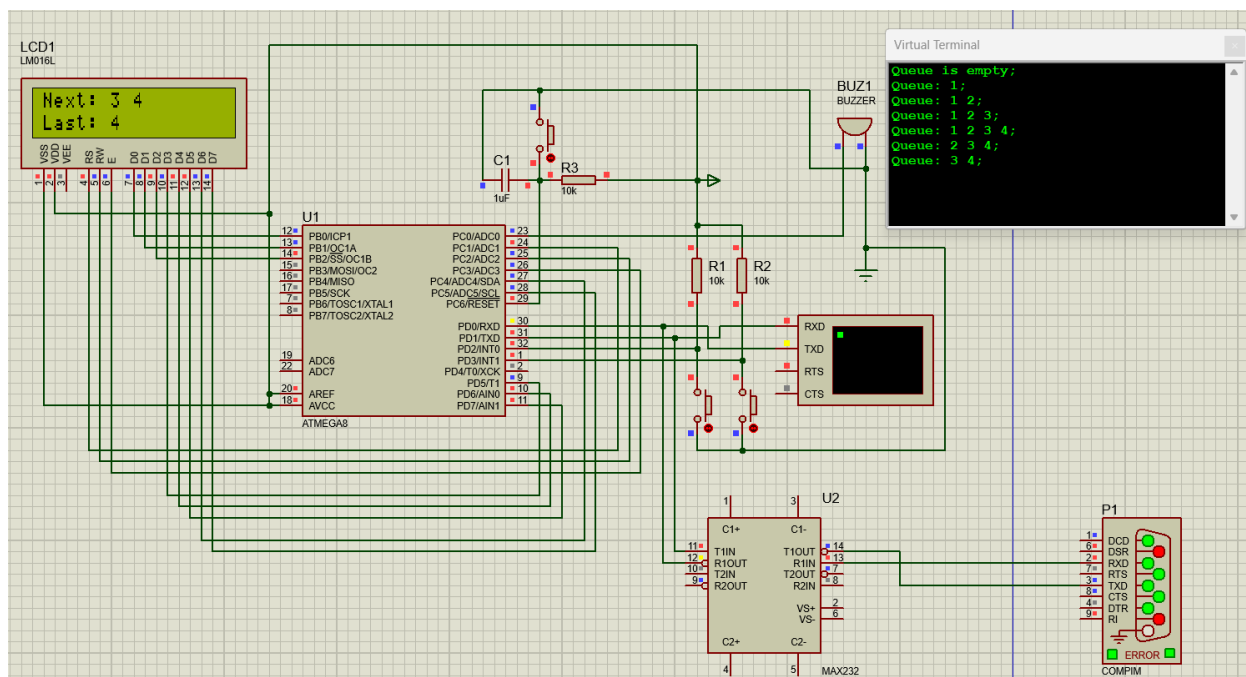 LCD1
LM016L
Next: 3 4
Last: 4
VSS
VDD
VEE
RS
RW
E
D0
D1
D2
D3
D4
D5
D6
D7
1
2
3
4
5
6
7
8
9
10
11
12
13
14
C1
1uF
R3
10k
BUZ1
BUZZER
Virtual Terminal
Queue is empty;
Queue: 1;
Queue: 1 2;
Queue: 1 2 3;
Queue: 1 2 3 4;
Queue: 2 3 4;
Queue: 3 4;
U1
12 PB0/ICP1 PC0/ADC0 23
13 PB1/OC1A PC1/ADC1 24
14 PB2/SS/OC1B PC2/ADC2 25
15 PB3/MOSI/OC2 PC3/ADC3 26
16 PB4/MISO PC4/ADC4/SDA 27
17 PB5/SCK PC5/ADC5/SCL 28
7 PB6/TOSC1/XTAL1 PC6/RESET 29
8 PB7/TOSC2/XTAL2
PD0/RXD 30
PD1/TXD 31
PD2/INT0 32
19 ADC6 PD3/INT1 1
22 ADC7 PD4/T0/XCK 2
PD5/T1 9
20 AREF PD6/AIN0 10
18 AVCC PD7/AIN1 11
ATMEGA8
R1
10k
R2
10k
RXD
TXD
RTS
CTS
U2
1
3
C1+ C1-
11 T1IN T1OUT 14
12 R1OUT R1IN 13
10 T2IN T2OUT 7
9 R2OUT R2IN 8
VS+ 2
VS- 6
C2+ C2-
4
5
MAX232
P1
1 DCD
6 DSR
2 RXD
7 RTS
3 TXD
8 CTS
4 DTR
9 RI
ERROR
COMPIM